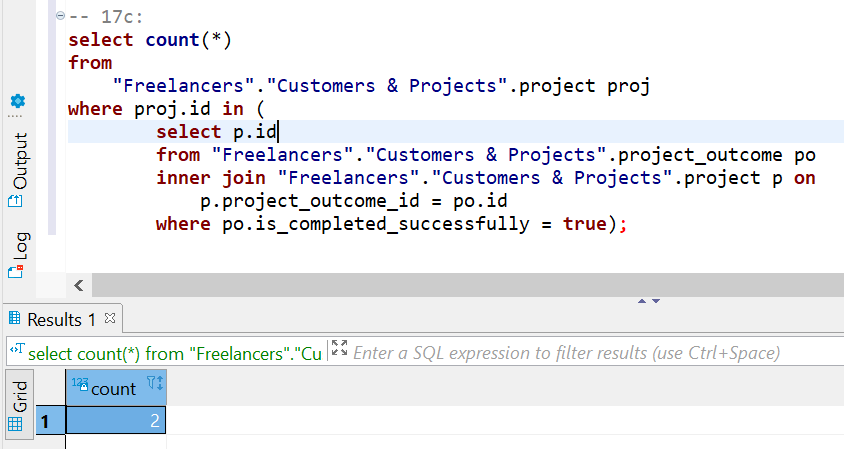 -- 17c:
select count(*)
from
"Freelancers"."Customers & Projects".project proj
where proj.id in (
select p.id
from "Freelancers"."Customers & Projects".project_outcome po
inner join "Freelancers"."Customers & Projects".project p on
p.project_outcome_id = po.id
where po.is_completed_successfully = true);
Output
Log
Results 1
select count(*) from "Freelancers"."Cu
Enter a SQL expression to filter results (use Ctrl+Space)
Grid
123 count
1 2